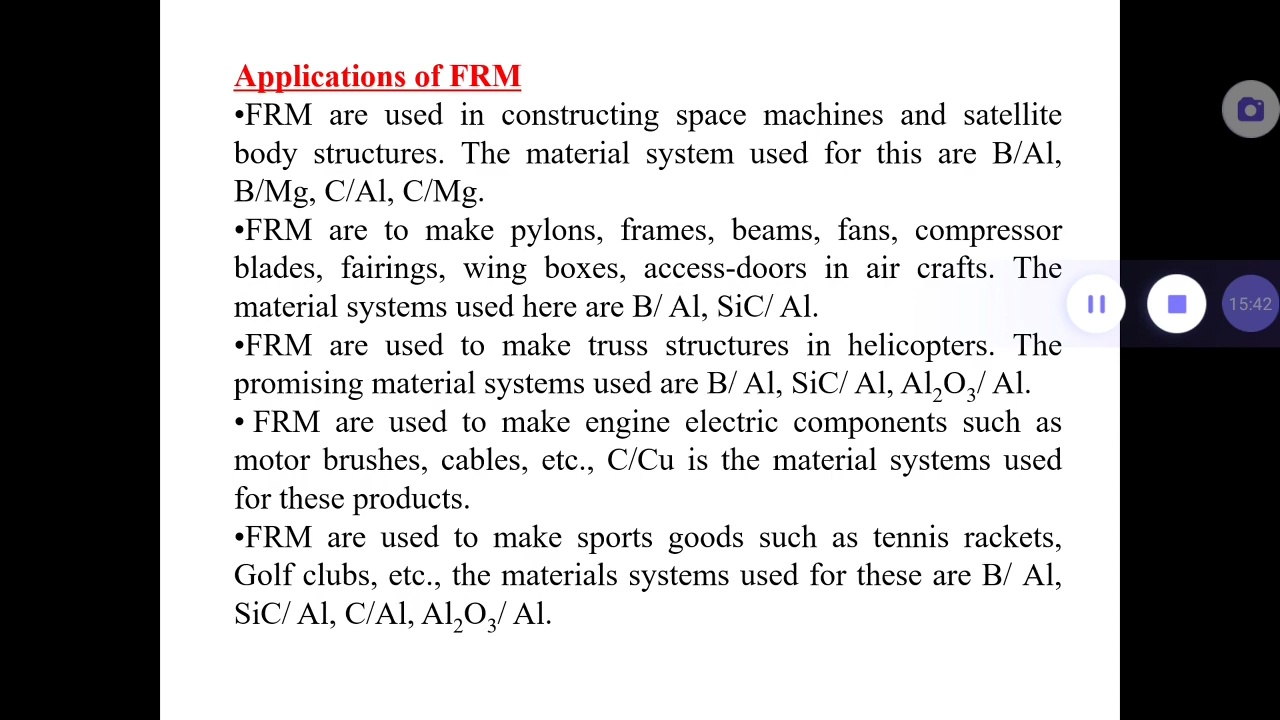 Applications of FRM
•FRM are used in constructing space machines and satellite
body structures. The material system used for this are B/Al,
B/Mg, C/Al, C/Mg.
•FRM are to make pylons, frames, beams, fans, compressor
blades, fairings, wing boxes, access-doors in air crafts. The
material systems used here are B/ Al, SiC/ Al.
•FRM are used to make truss structures in helicopters. The
promising material systems used are B/ Al, SiC/ Al, Al₂O₃/ Al.
• FRM are used to make engine electric components such as
motor brushes, cables, etc., C/Cu is the material systems used
for these products.
•FRM are used to make sports goods such as tennis rackets,
Golf clubs, etc., the materials systems used for these are B/ Al,
SiC/ Al, C/Al, Al₂O₃/ Al.
15:42